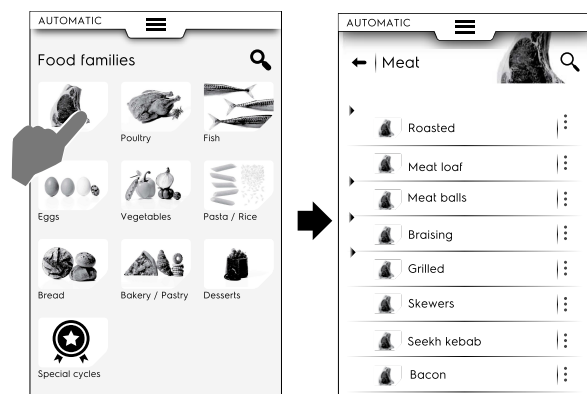 AUTOMATIC
Food families
Poultry
Fish
Eggs
Vegetables
Pasta / Rice
Bread
Bakery / Pastry
Desserts
Special cycles
AUTOMATIC
Meat
Roasted
Meat loaf
Meat balls
Braising
Grilled
Skewers
Seekh kebab
Bacon